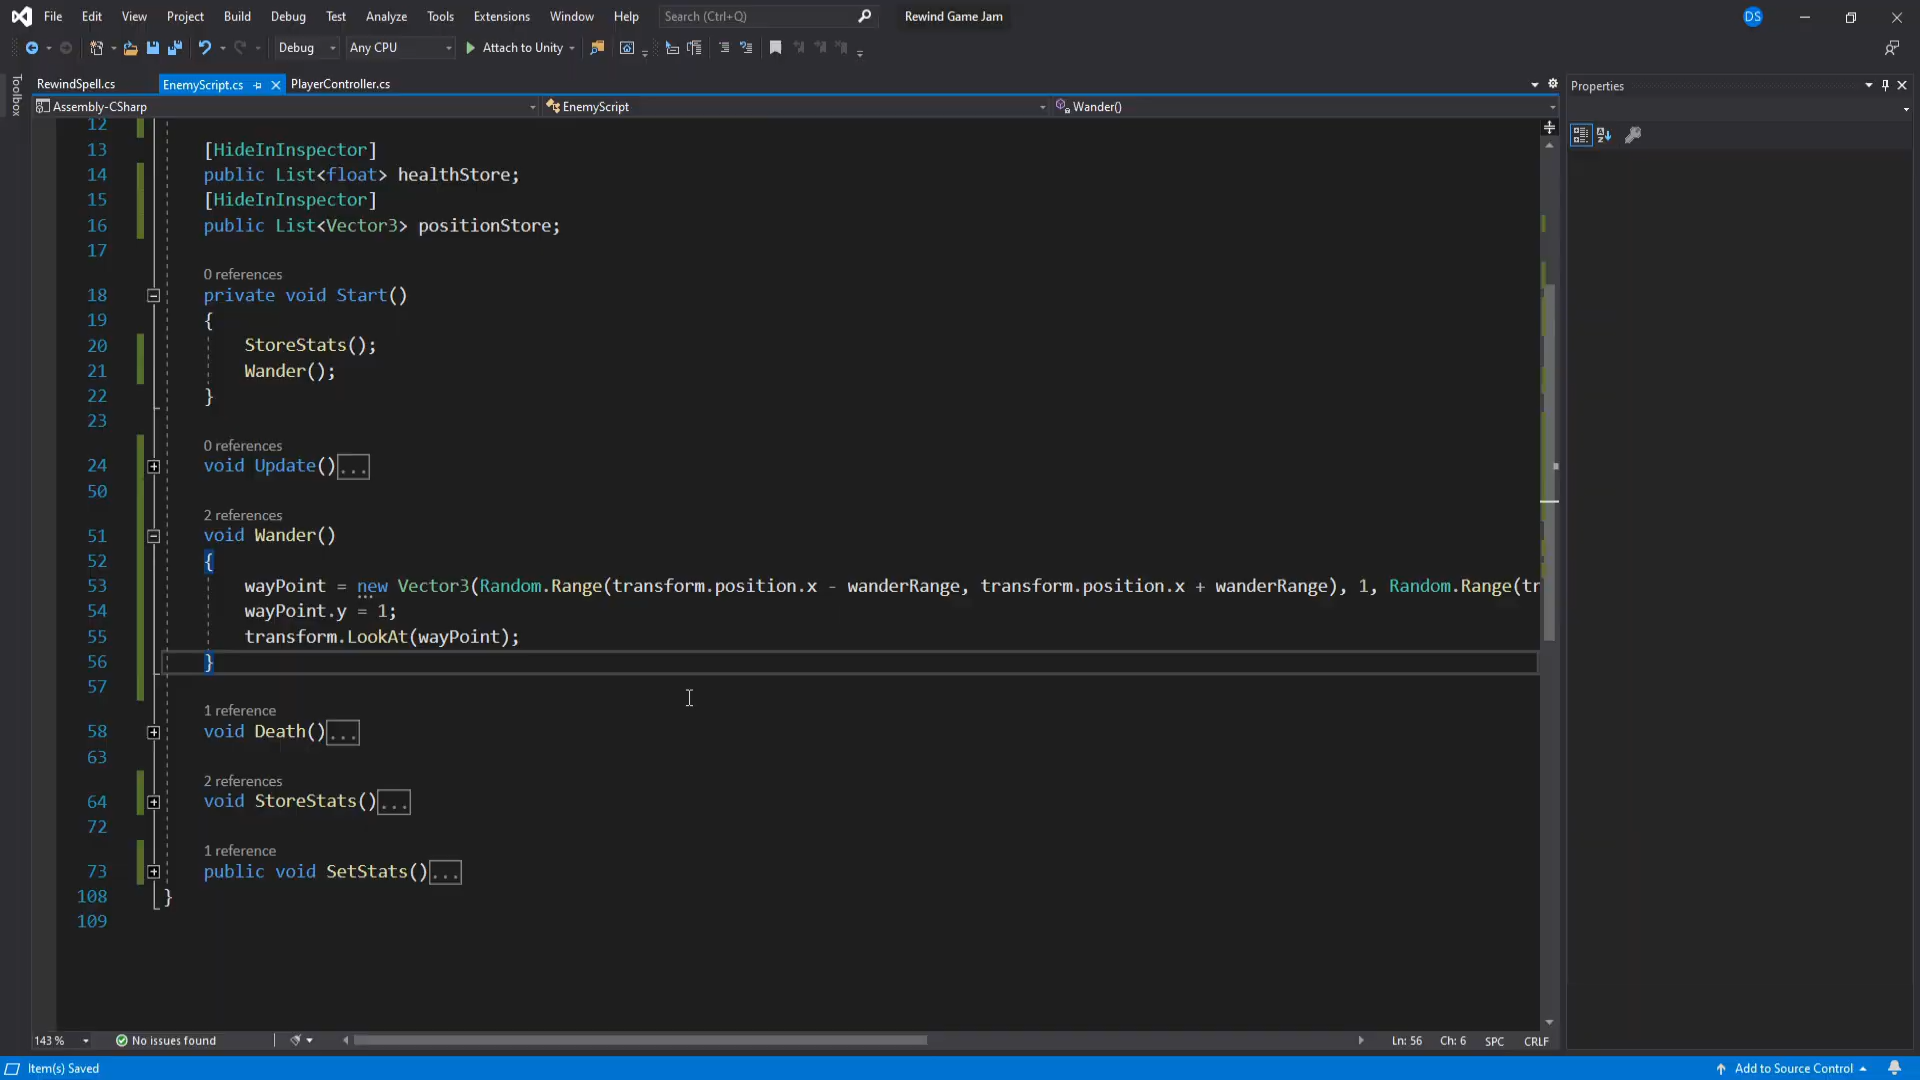 File Edit View Project Build Debug Test Analyze Tools Extensions Window Help Search (Ctrl+Q) Rewind Game Jam DS
Debug Any CPU Attach to Unity
Toolbox
RewindSpell.cs EnemyScript.cs PlayerController.cs
Properties
Assembly-CSharp EnemyScript Wander()
12
13 [HideInInspector]
14 public List<float> healthStore;
15 [HideInInspector]
16 public List<Vector3> positionStore;
17
0 references
18 private void Start()
19 {
20 StoreStats();
21 Wander();
22 }
23
0 references
24 void Update()...
50
2 references
51 void Wander()
52 {
53 wayPoint = new Vector3(Random.Range(transform.position.x - wanderRange, transform.position.x + wanderRange), 1, Random.Range(tr
54 wayPoint.y = 1;
55 transform.LookAt(wayPoint);
56 }
57
1 reference
58 void Death()...
63
2 references
64 void StoreStats()...
72
1 reference
73 public void SetStats()...
108 }
109
143 % No issues found Ln: 56 Ch: 6 SPC CRLF
Item(s) Saved Add to Source Control